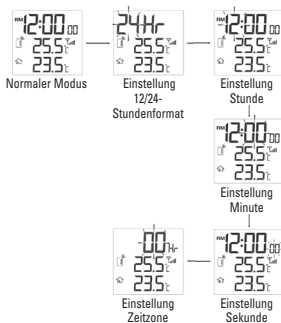 AM 12:00 00
25.5°C
23.5°C
Normaler Modus
24Hr
25.5°C
23.5°C
Einstellung
12/24-
Stundenformat
AM 12:00 00
25.5°C
23.5°C
Einstellung
Stunde
AM 12:00 00
25.5°C
23.5°C
Einstellung
Minute
AM 12:00 00
25.5°C
23.5°C
Einstellung
Sekunde
00Hr
25.5°C
23.5°C
Einstellung
Zeitzone